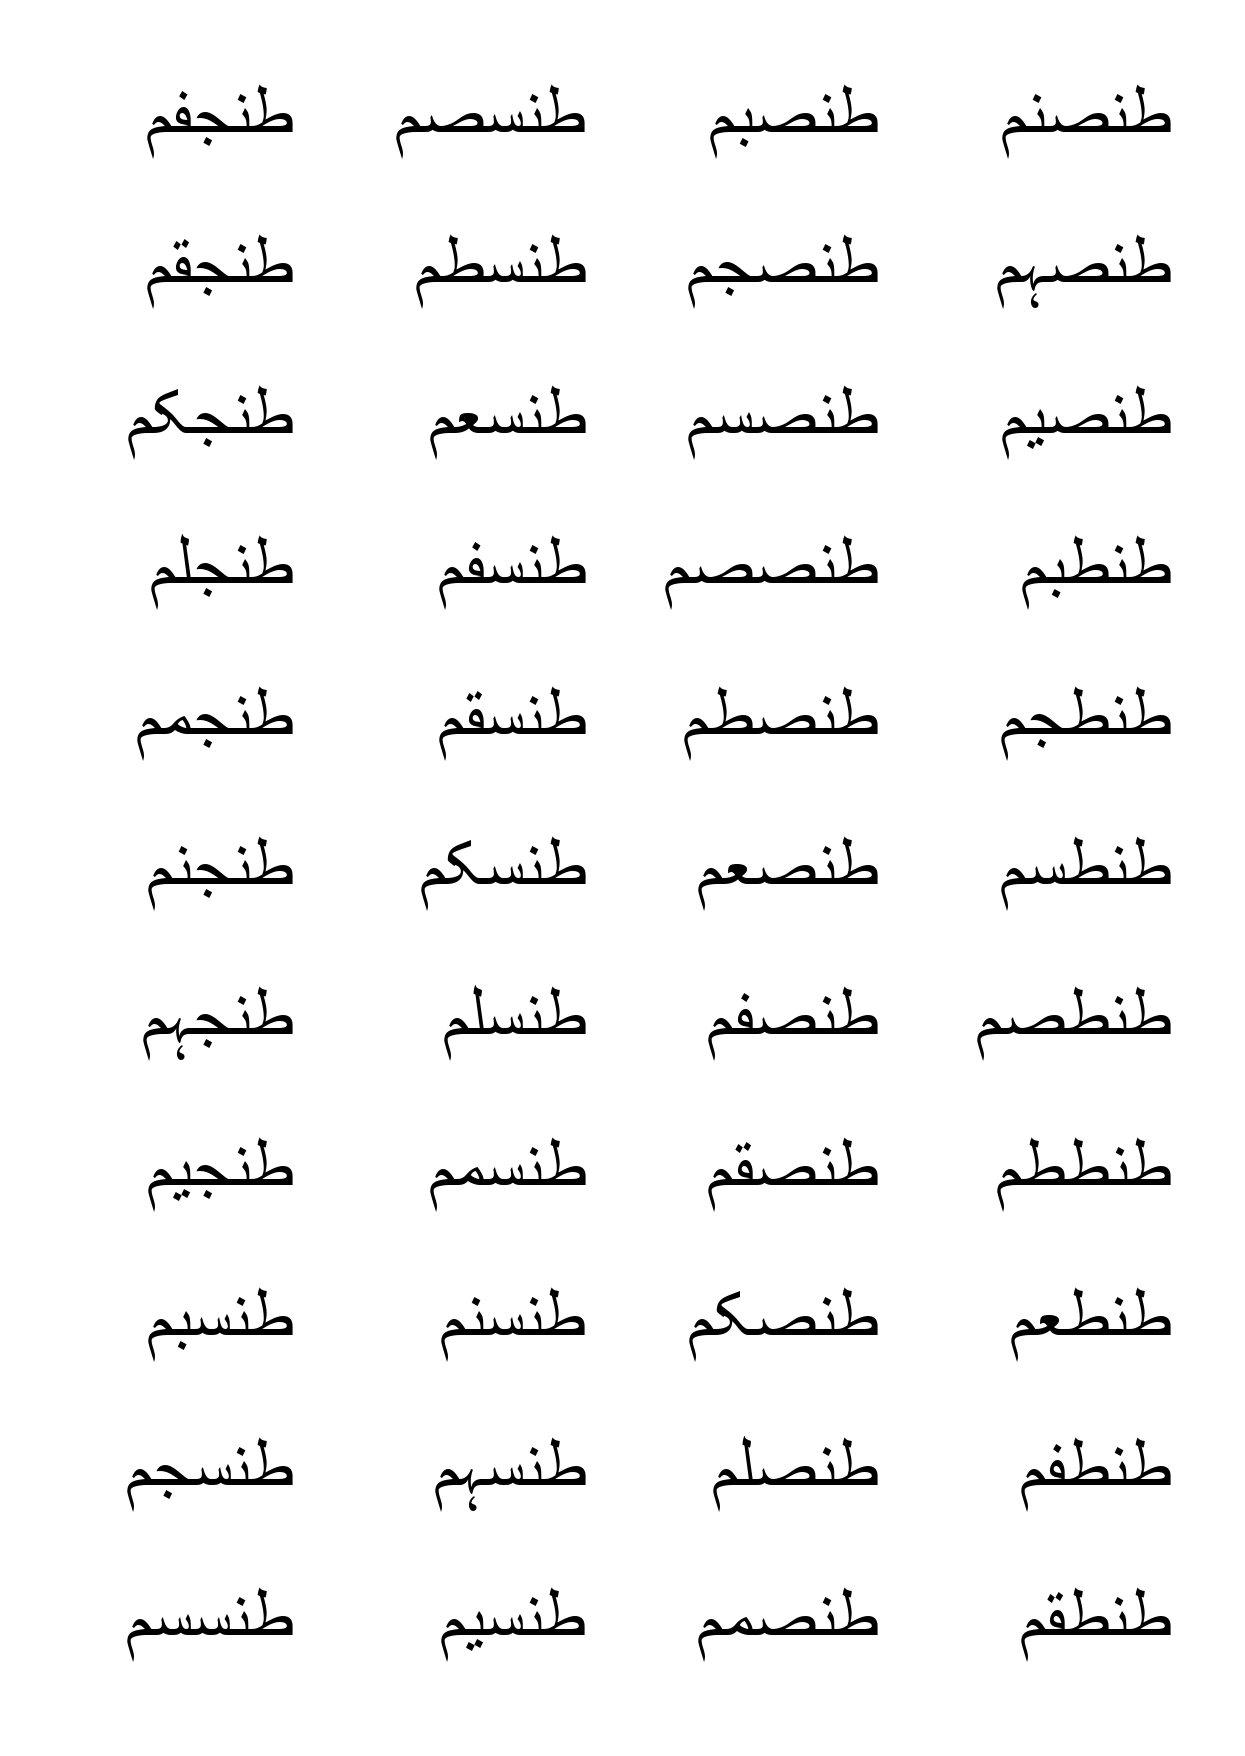 طنصنم طنصبم طنسصم طنجفم
طنصہم طنصجم طنسطم طنجقم
طنصیم طنصسم طنسعم طنجکم
طنطبم طنصصم طنسفم طنجلم
طنطجم طنصطم طنسقم طنجمم
طنطسم طنصعم طنسکم طنجنم
طنطصم طنصفم طنسلم طنجہم
طنططم طنصقم طنسمم طنجیم
طنطعم طنصکم طنسنم طنسبم
طنطفم طنصلم طنسہم طنسجم
طنطقم طنصمم طنسیم طنسسم